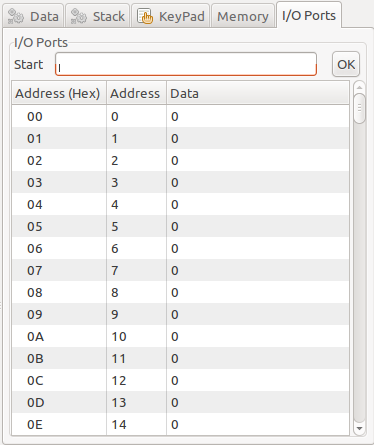 Data Stack KeyPad Memory I/O Ports
I/O Ports
Start OK
Address (Hex) Address Data
00 0 0
01 1 0
02 2 0
03 3 0
04 4 0
05 5 0
06 6 0
07 7 0
08 8 0
09 9 0
0A 10 0
0B 11 0
0C 12 0
0D 13 0
0E 14 0